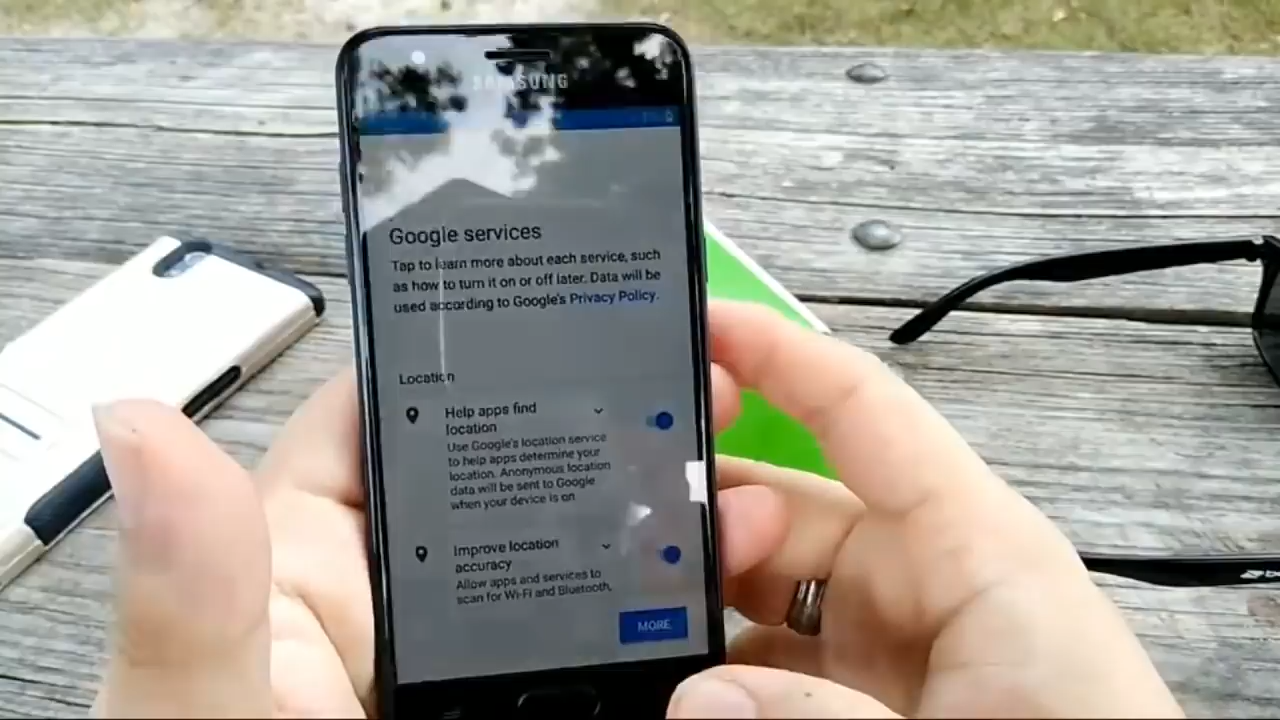 SAMSUNG
Google services
Tap to learn more about each service, such
as how to turn it on or off later. Data will be
used according to Google's Privacy Policy.
Location
Help apps find
location
Use Google's location service
to help apps determine your
location. Anonymous location
data will be sent to Google
when your device is on
Improve location
accuracy
Allow apps and services to
scan for Wi-Fi and Bluetooth,
MORE